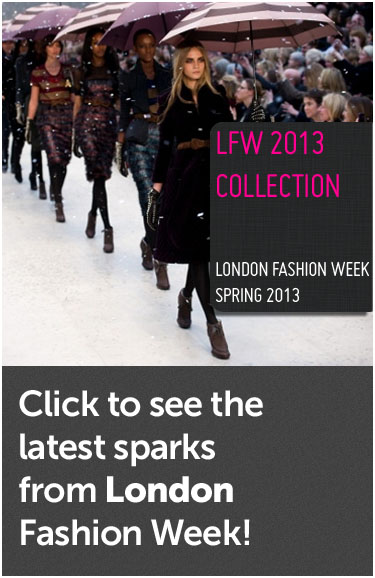 LFW 2013
COLLECTION
LONDON FASHION WEEK
SPRING 2013
Click to see the
latest sparks
from London
Fashion Week!